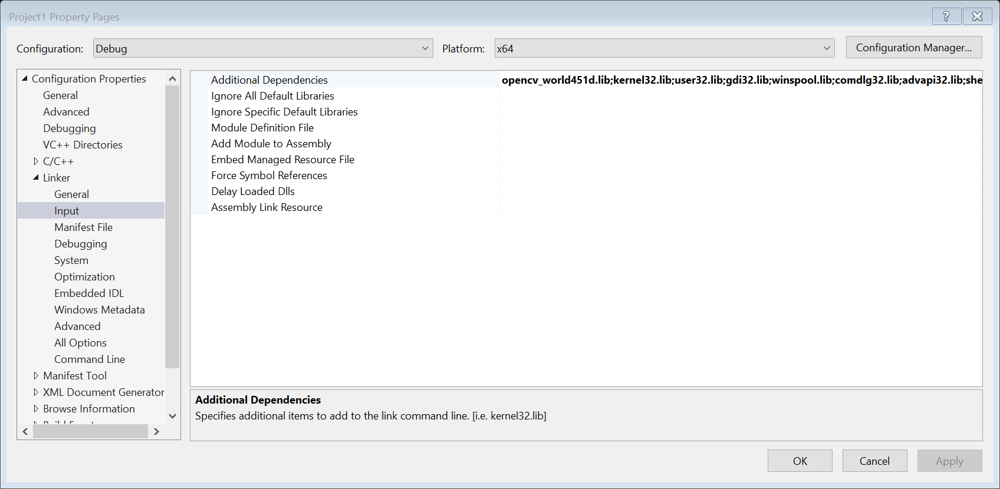 Project1 Property Pages
Configuration: Debug Platform: x64 Configuration Manager...
Configuration Properties
General
Advanced
Debugging
VC++ Directories
C/C++
Linker
General
Input
Manifest File
Debugging
System
Optimization
Embedded IDL
Windows Metadata
Advanced
All Options
Command Line
Manifest Tool
XML Document Generator
Browse Information
Additional Dependencies opencv_world451d.lib;kernel32.lib;user32.lib;gdi32.lib;winspool.lib;comdlg32.lib;advapi32.lib;she
Ignore All Default Libraries
Ignore Specific Default Libraries
Module Definition File
Add Module to Assembly
Embed Managed Resource File
Force Symbol References
Delay Loaded Dlls
Assembly Link Resource
Additional Dependencies
Specifies additional items to add to the link command line. [i.e. kernel32.lib]
OK Cancel Apply